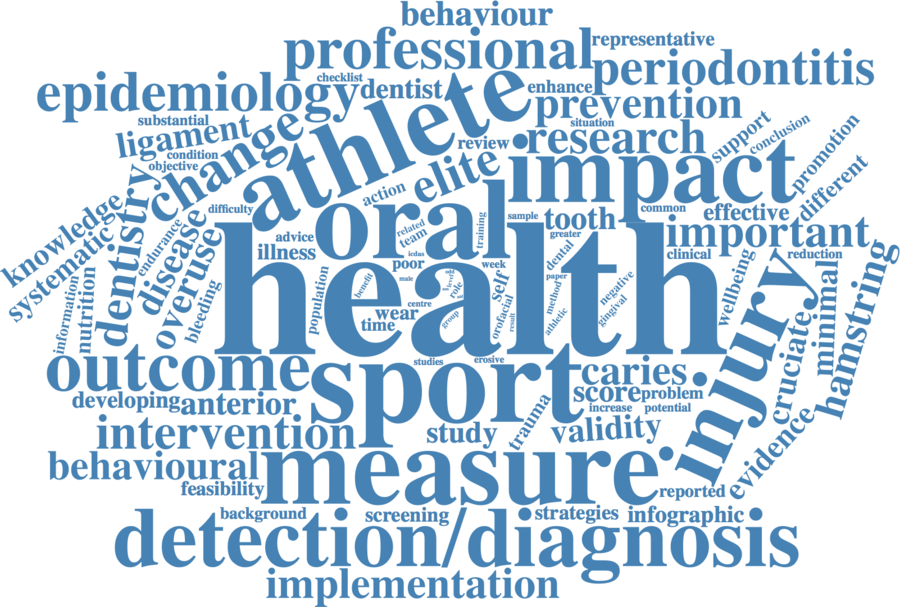 behaviour
professional
representative
periodontitis
epidemiology
checklist
dentist
enhance
prevention
substantial
situation
ligament
change
athlete
review
research
support
conclusion
promotion
condition
objective
action
elite
impact
different
knowledge
systematic
dentistry
endurance
disease
overuse
difficulty
oral
related
team
training
sample
tooth
common
effective
important
advice
illness
icdas
greater
clinical
reduction
information
nutrition
bleeding
population
benefit
poor
male
week
dental
paper
health
wear
time
centre
group
role
self
orofacial
result
method
athletic
negative
gingival
wellbeing
injury
cruciate
minimal
hamstring
outcome
sport
studies
erosive
caries
score
problem
developing
anterior
increase
potential
intervention
study
trauma
validity
evidence
behavioural
measure
feasibility
reported
background
screening
strategies
infographic
detection/diagnosis
implementation